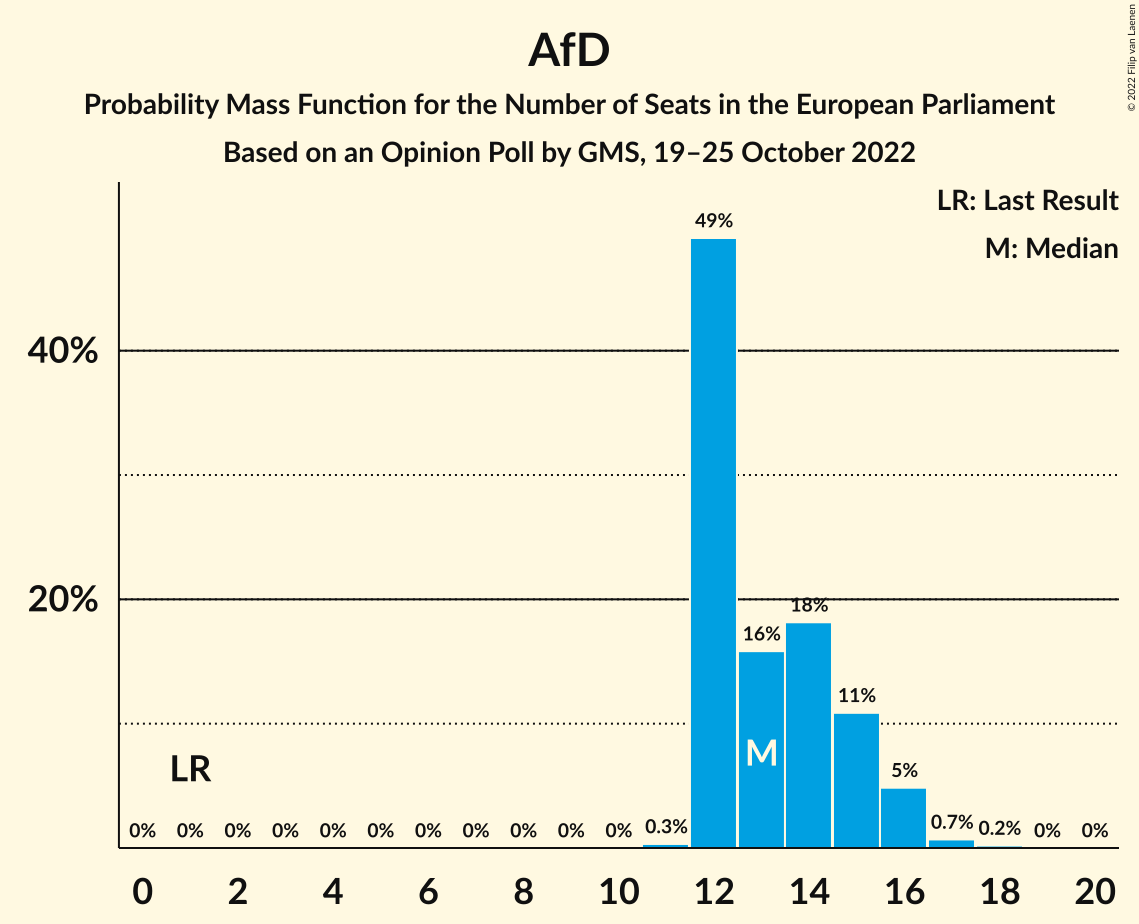 AfD
Probability Mass Function for the Number of Seats in the European Parliament
Based on an Opinion Poll by GMS, 19–25 October 2022
© 2022 Filip van Laenen
LR: Last Result
M: Median
49%
40%
20%
18%
16%
11%
M
LR
5%
0% 0% 0% 0% 0% 0% 0% 0% 0% 0% 0% 0.3% 0.7% 0.2% 0% 0%
0 2 4 6 8 10 12 14 16 18 20